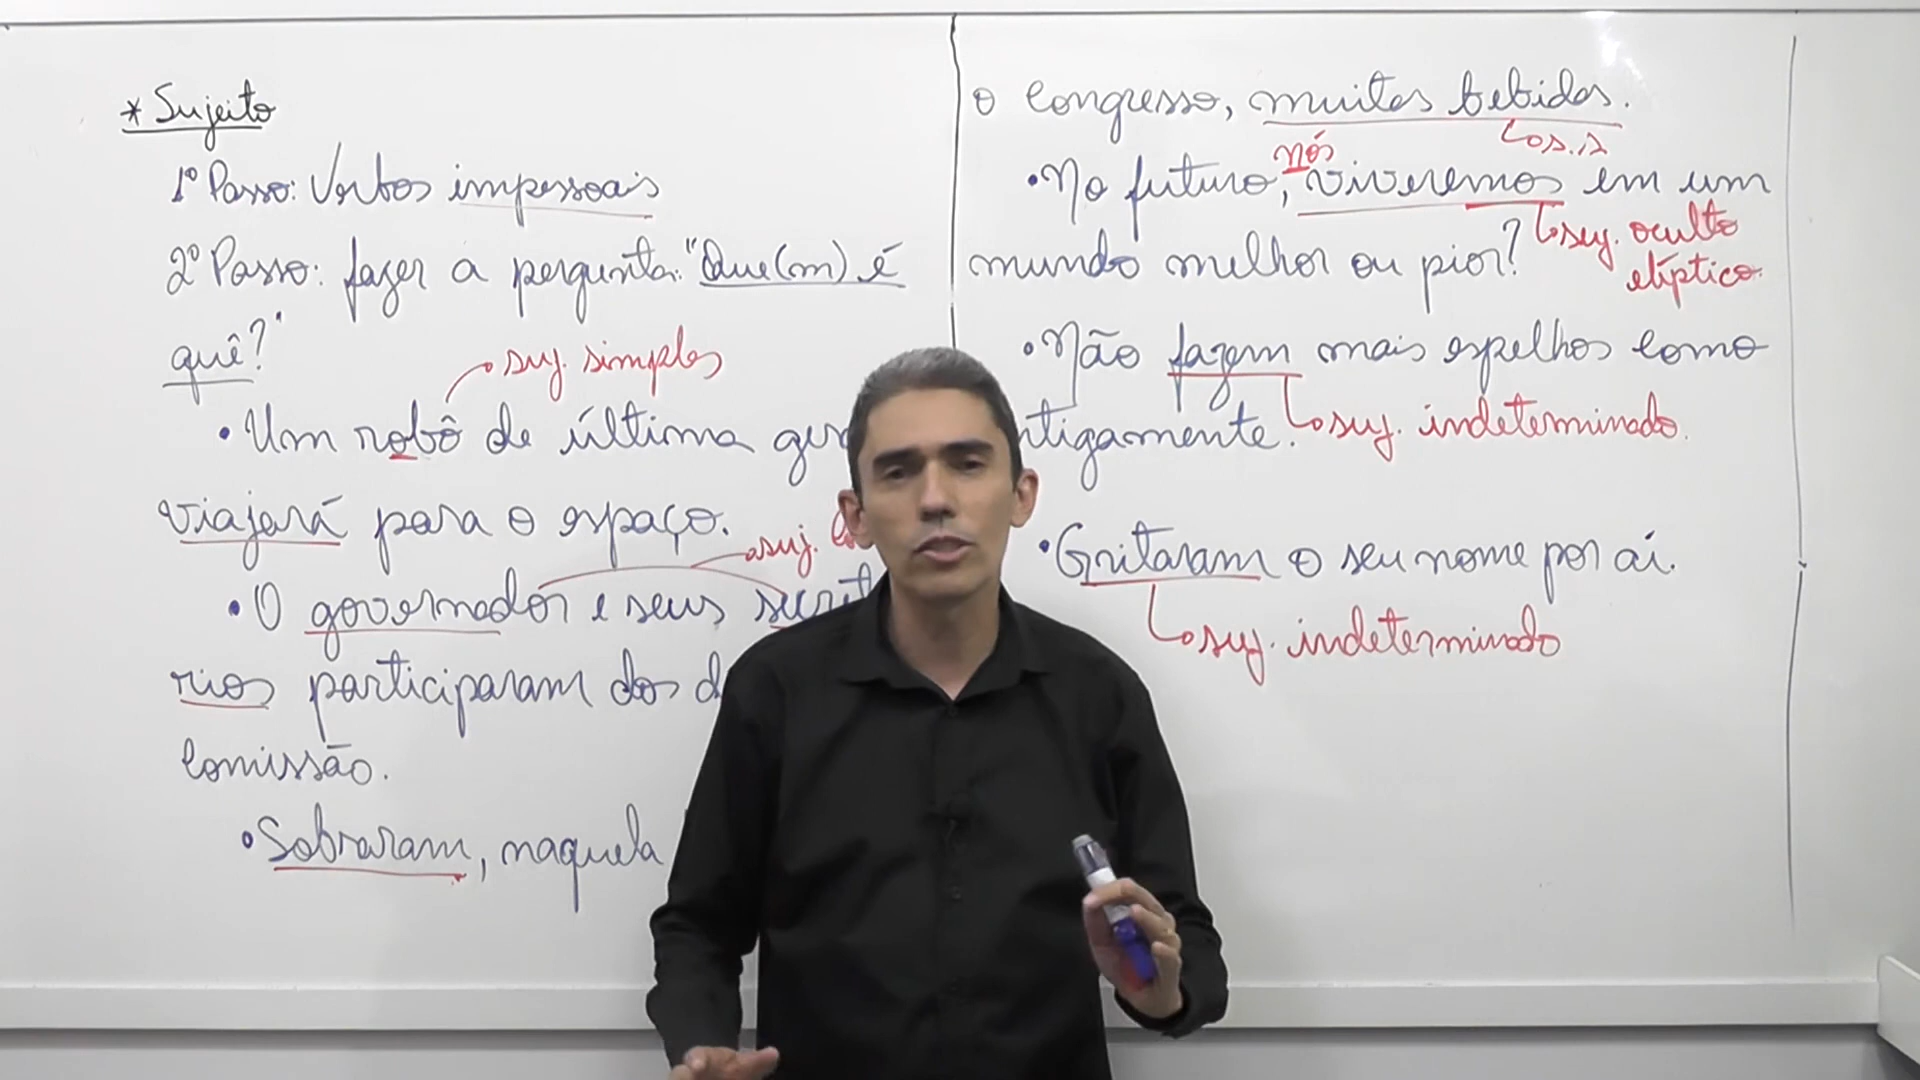 * Sujeito
1º Passo: Verbos impessoais
2º Passo: fazer a pergunta: "Que(m) é
quê?"
suj. simples
• Um robô de última
viajará para o espaço.
suj.
• O governador e seus
rios participaram dos
comissão.
• Sobraram, naquela
o congresso, muitas bebidas.
s.s
nós
• No futuro, viveremos em um
suj. oculto
mundo melhor ou pior?
elíptico.
• Não fazem mais espelhos como
ntigamente.
suj. indeterminado.
• Gritaram o seu nome por aí.
suj. indeterminado